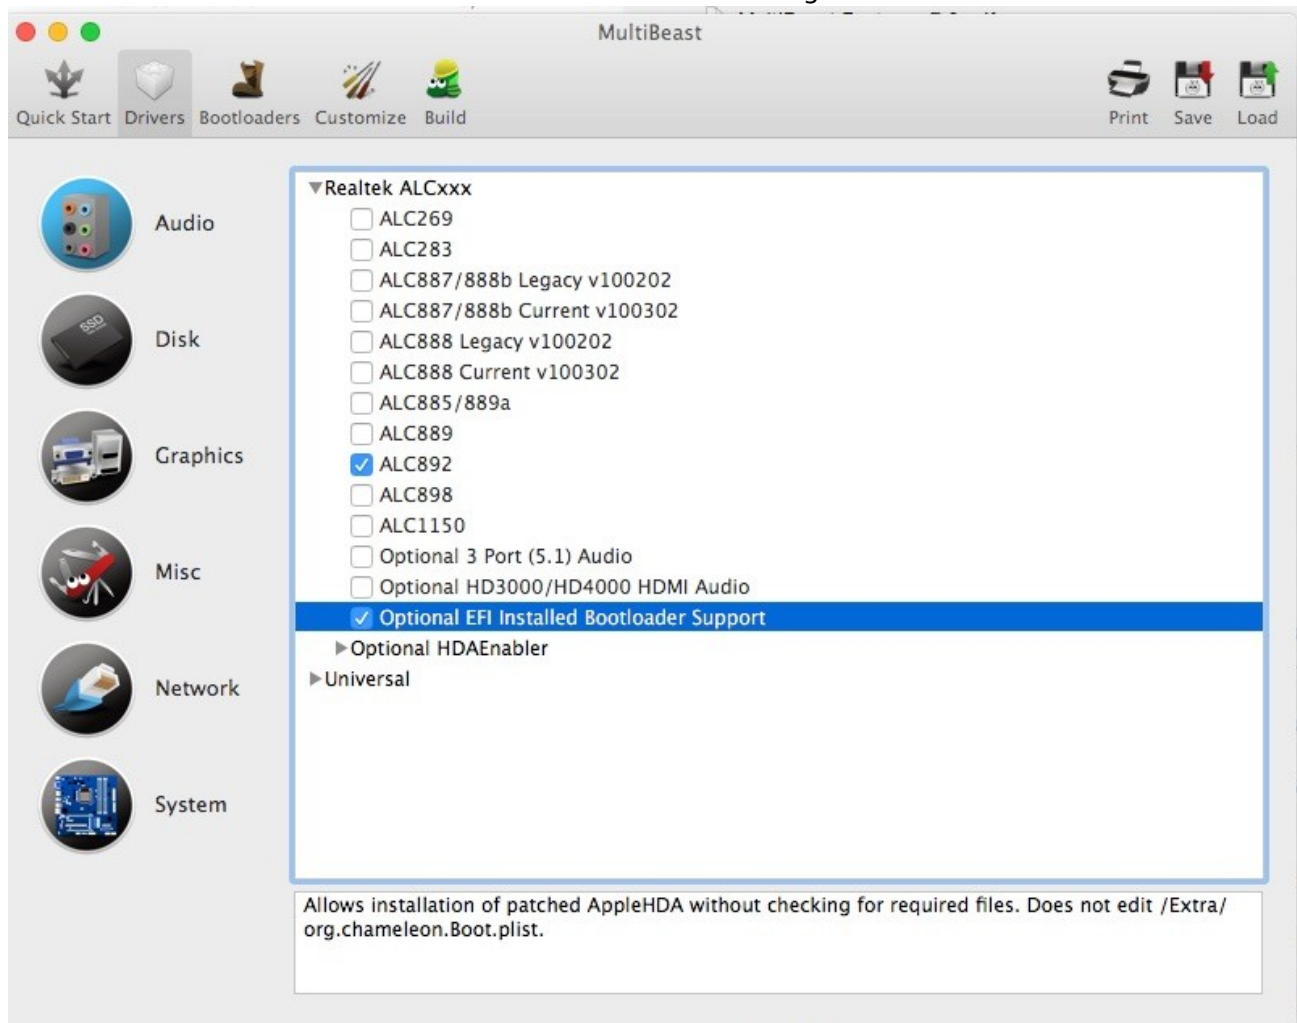 MultiBeast
Quick Start Drivers Bootloaders Customize Build Print Save Load
Audio
Disk
SSD
Graphics
Misc
Network
System
Realtek ALCxxx
ALC269
ALC283
ALC887/888b Legacy v100202
ALC887/888b Current v100302
ALC888 Legacy v100202
ALC888 Current v100302
ALC885/889a
ALC889
ALC892
ALC898
ALC1150
Optional 3 Port (5.1) Audio
Optional HD3000/HD4000 HDMI Audio
Optional EFI Installed Bootloader Support
Optional HDAEnabler
Universal
Allows installation of patched AppleHDA without checking for required files. Does not edit /Extra/
org.chameleon.Boot.plist.